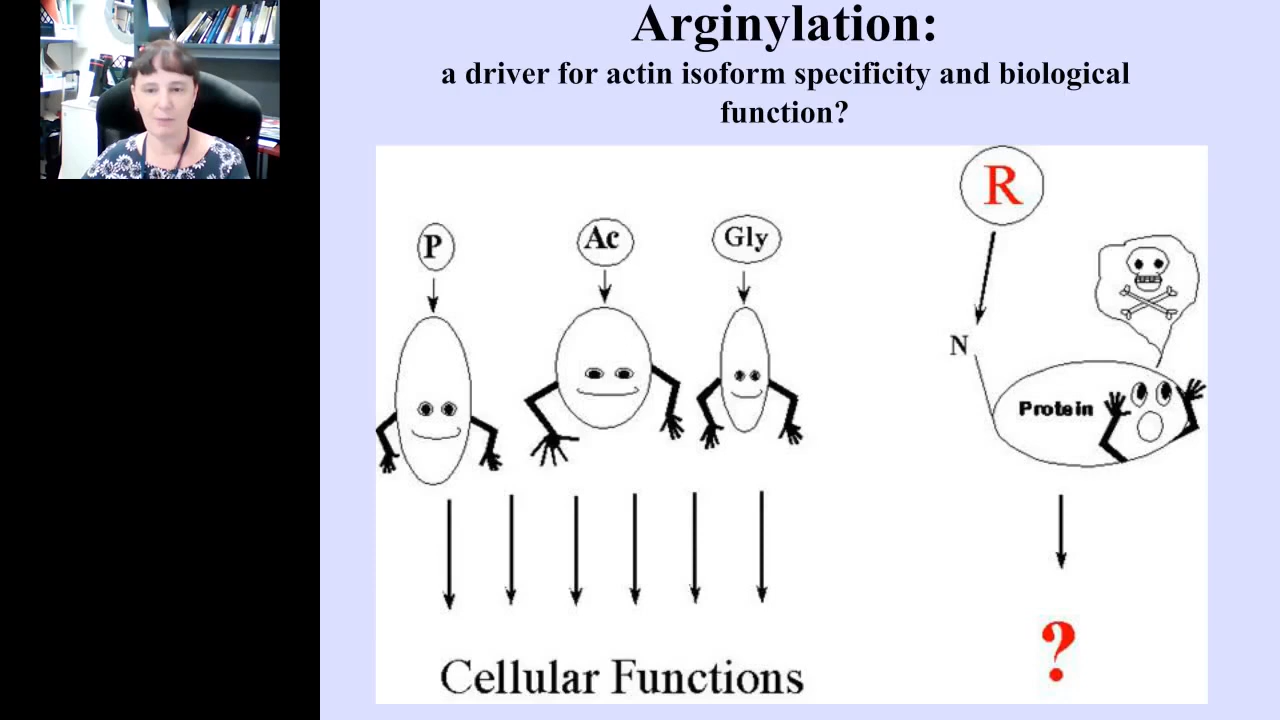 Arginylation:
a driver for actin isoform specificity and biological
function?
P
Ac
Gly
R
N
Protein
Cellular Functions
?